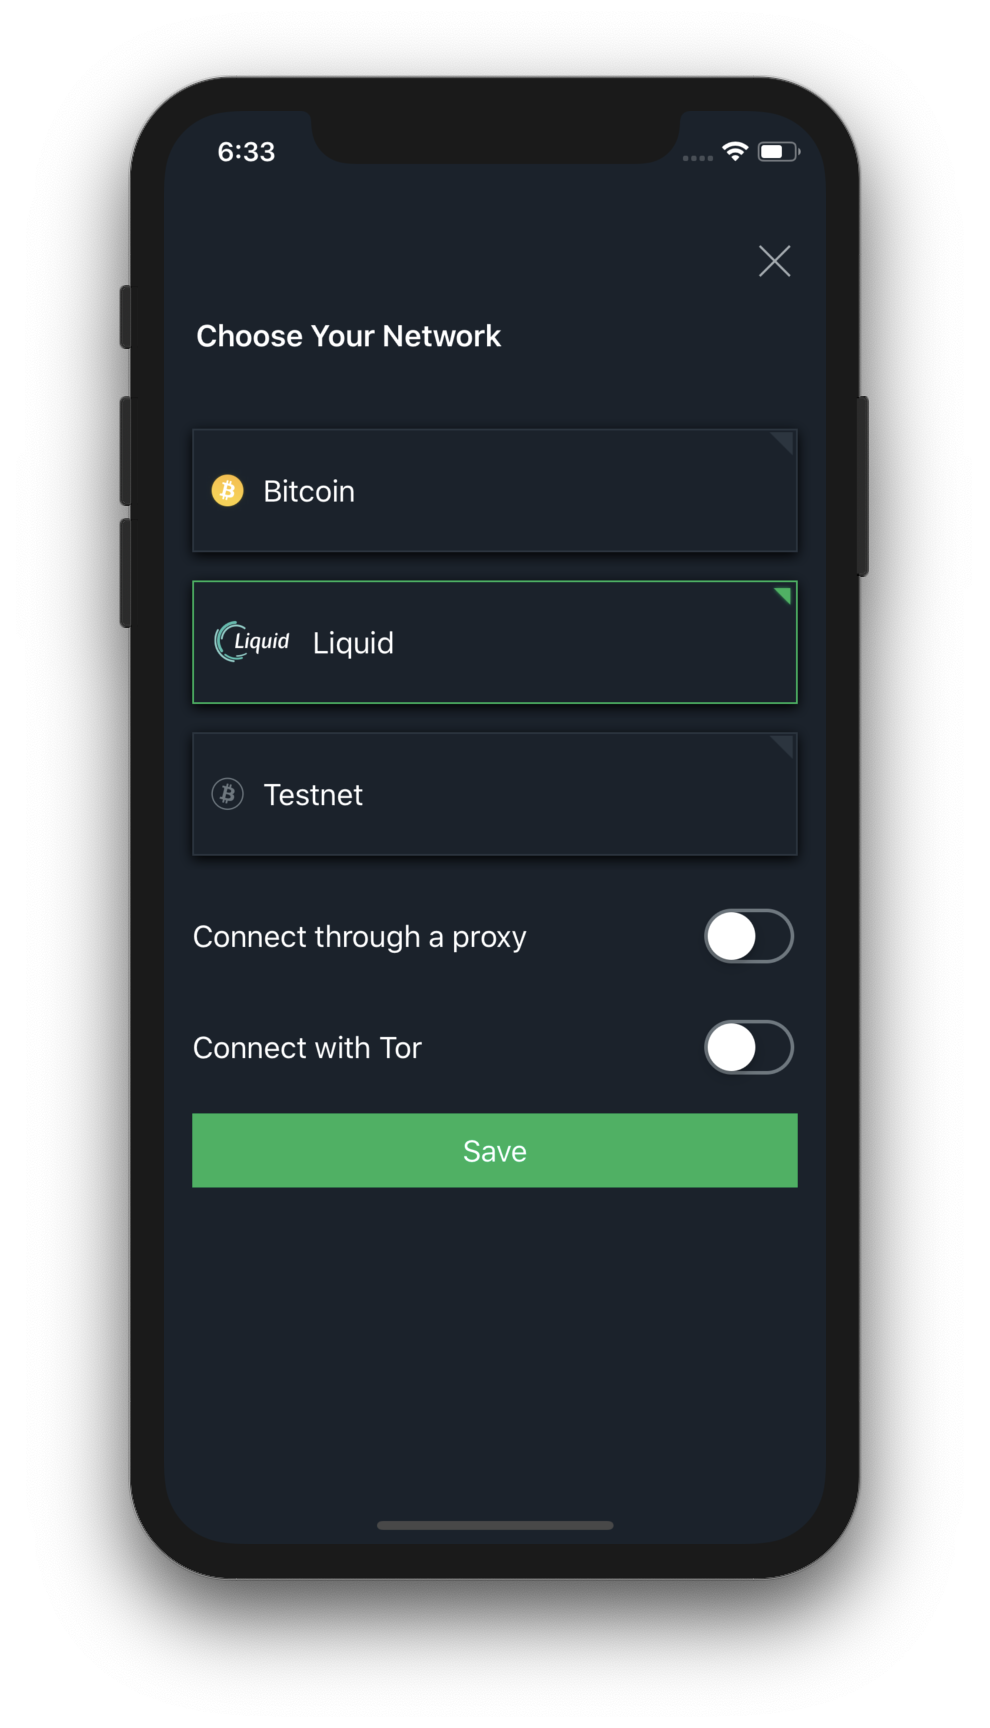 6:33
Choose Your Network
Bitcoin
Liquid Liquid
Testnet
Connect through a proxy
Connect with Tor
Save